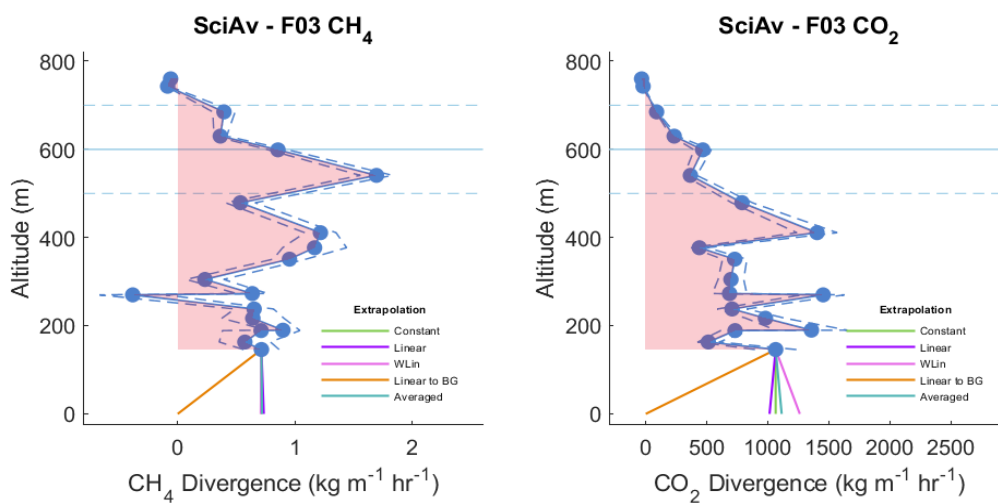 SciAv - F03 CH4
800
600
400
200
0
Altitude (m)
Extrapolation
Constant
Linear
WLin
Linear to BG
Averaged
0 1 2
CH4 Divergence (kg m-1 hr-1)
SciAv - F03 CO2
800
600
400
200
0
Altitude (m)
Extrapolation
Constant
Linear
WLin
Linear to BG
Averaged
0 500 1000 1500 2000 2500
CO2 Divergence (kg m-1 hr-1)